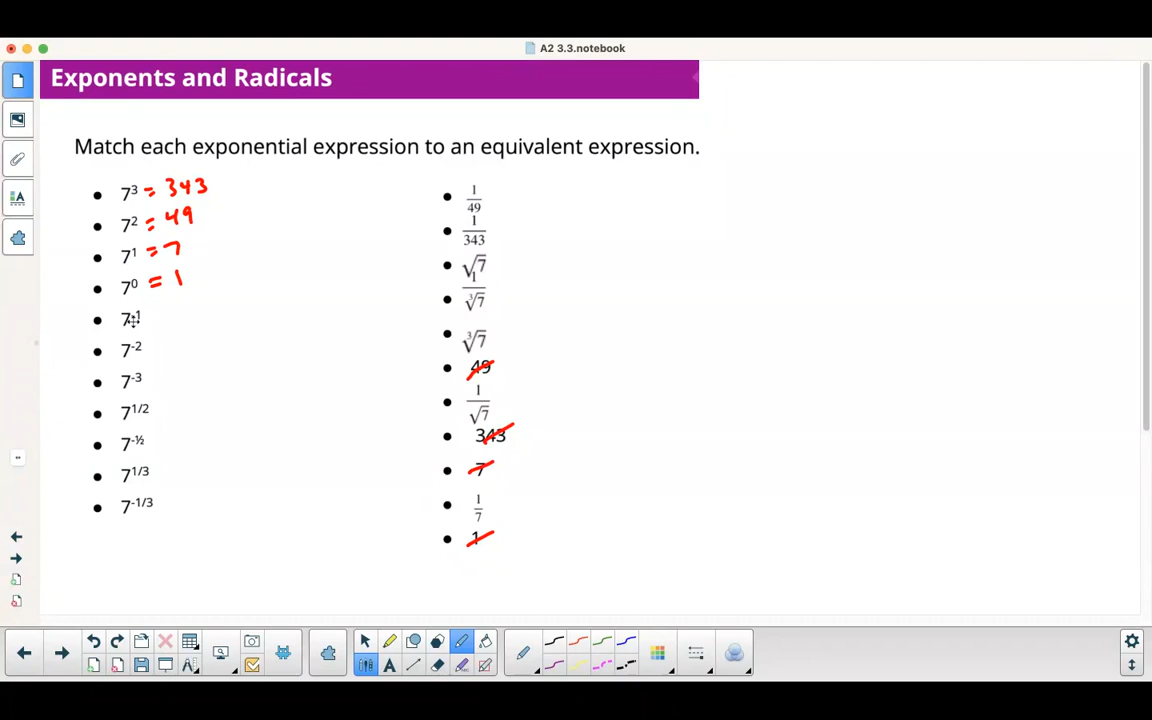 A2 3.3.notebook
Exponents and Radicals
Match each exponential expression to an equivalent expression.
7³ = 343
7² = 49
7¹ = 7
7⁰ = 1
7⁻¹
7⁻²
7⁻³
7^1/2
7^-½
7^1/3
7^-1/3
1/49
1/343
√7
1/∛7
∛7
49
1/√7
343
7
1/7
1